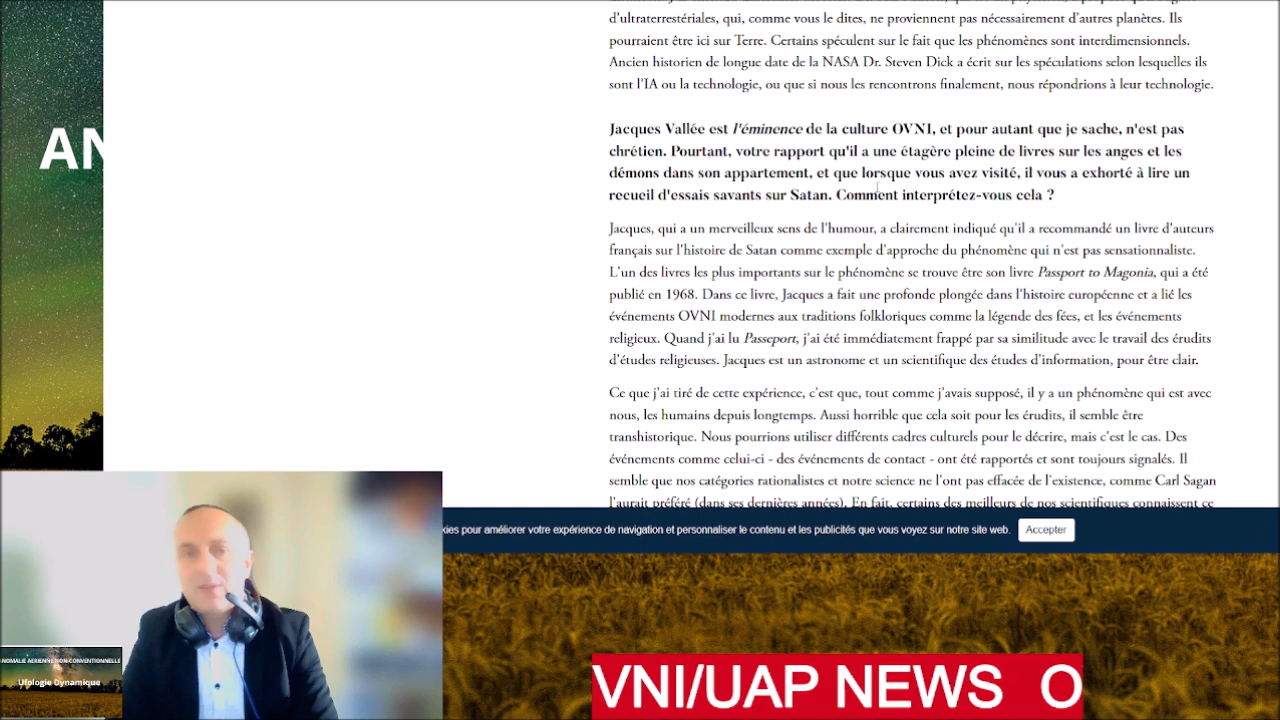 d'ultraterrestériales, qui, comme vous le dites, ne proviennent pas nécessairement d'autres planètes. Ils
pourraient être ici sur Terre. Certains spéculent sur le fait que les phénomènes sont interdimensionnels.
Ancien historien de longue date de la NASA Dr. Steven Dick a écrit sur les spéculations selon lesquelles ils
sont l'IA ou la technologie, ou que si nous les rencontrons finalement, nous répondrions à leur technologie.
AN
Jacques Vallée est l'éminence de la culture OVNI, et pour autant que je sache, n'est pas
chrétien. Pourtant, votre rapport qu'il a une étagère pleine de livres sur les anges et les
démons dans son appartement, et que lorsque vous avez visité, il vous a exhorté à lire un
recueil d'essais savants sur Satan. Comment interprétez-vous cela ?
Jacques, qui a un merveilleux sens de l'humour, a clairement indiqué qu'il a recommandé un livre d'auteurs
français sur l'histoire de Satan comme exemple d'approche du phénomène qui n'est pas sensationnaliste.
L'un des livres les plus importants sur le phénomène se trouve être son livre Passport to Magonia, qui a été
publié en 1968. Dans ce livre, Jacques a fait une profonde plongée dans l'histoire européenne et a lié les
événements OVNI modernes aux traditions folkloriques comme la légende des fées, et les événements
religieux. Quand j'ai lu Passeport, j'ai été immédiatement frappé par sa similitude avec le travail des érudits
d'études religieuses. Jacques est un astronome et un scientifique des études d'information, pour être clair.
Ce que j'ai tiré de cette expérience, c'est que, tout comme j'avais supposé, il y a un phénomène qui est avec
nous, les humains depuis longtemps. Aussi horrible que cela soit pour les érudits, il semble être
transhistorique. Nous pourrions utiliser différents cadres culturels pour le décrire, mais c'est le cas. Des
événements comme celui-ci - des événements de contact - ont été rapportés et sont toujours signalés. Il
semble que nos catégories rationalistes et notre science ne l'ont pas effacée de l'existence, comme Carl Sagan
l'aurait préféré (dans ses dernières années). En fait, certains des meilleurs de nos scientifiques connaissent ce
kies pour améliorer votre expérience de navigation et personnaliser le contenu et les publicités que vous voyez sur notre site web.
Accepter
ANOMALIE AERIENNE NON-CONVENTIONNELLE
Ufologie Dynamique
VNI/UAP NEWS O